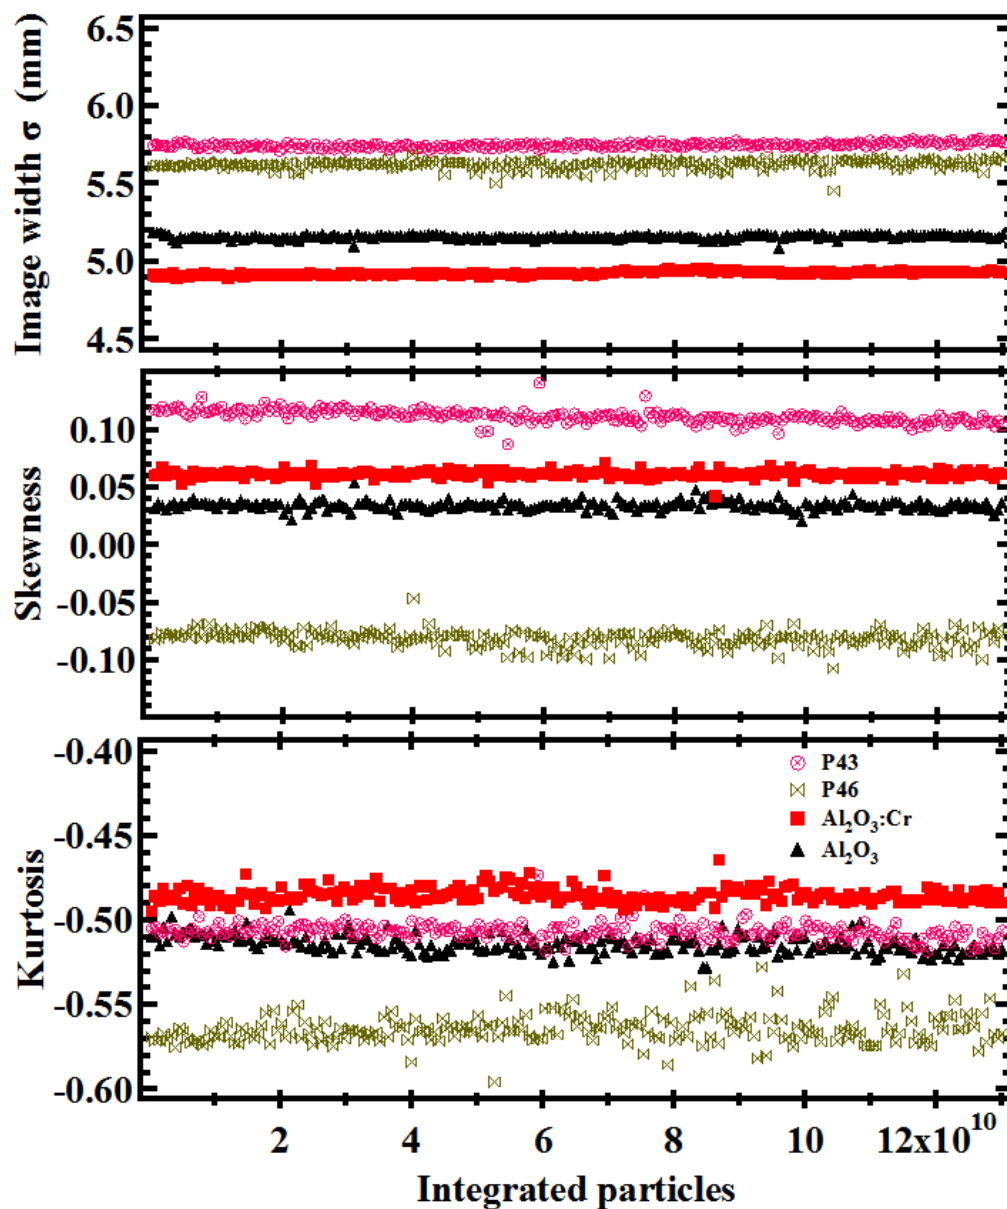 Image width σ (mm)
6.5
6.0
5.5
5.0
4.5
Skewness
0.10
0.05
0.00
-0.05
-0.10
Kurtosis
-0.40
-0.45
-0.50
-0.55
-0.60
P43
P46
Al₂O₃:Cr
Al₂O₃
2 4 6 8 10 12x10¹⁰
Integrated particles